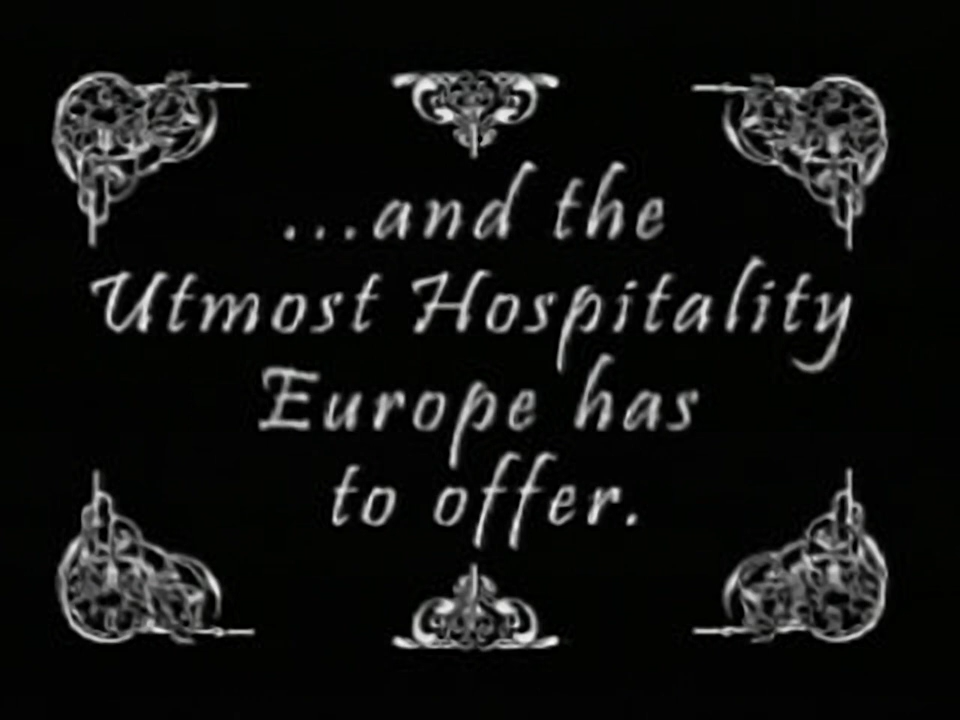 ...and the
Utmost Hospitality
Europe has
to offer.